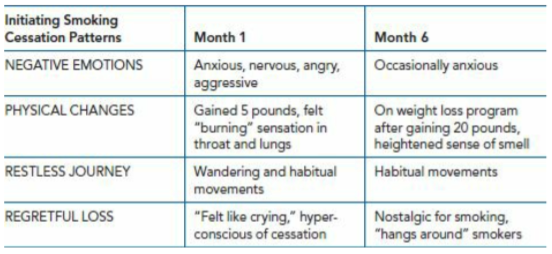 Initiating Smoking
Cessation Patterns
Month 1
Month 6
NEGATIVE EMOTIONS
Anxious, nervous, angry,
aggressive
Occasionally anxious
PHYSICAL CHANGES
Gained 5 pounds, felt
"burning" sensation in
throat and lungs
On weight loss program
after gaining 20 pounds,
heightened sense of smell
RESTLESS JOURNEY
Wandering and habitual
movements
Habitual movements
REGRETFUL LOSS
"Felt like crying," hyper-
conscious of cessation
Nostalgic for smoking,
"hangs around" smokers